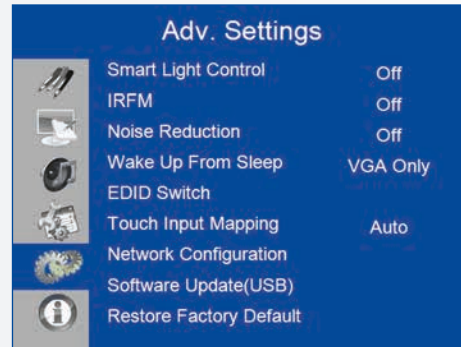 Adv. Settings
Smart Light Control Off
IRFM Off
Noise Reduction Off
Wake Up From Sleep VGA Only
EDID Switch
Touch Input Mapping Auto
Network Configuration
Software Update(USB)
Restore Factory Default